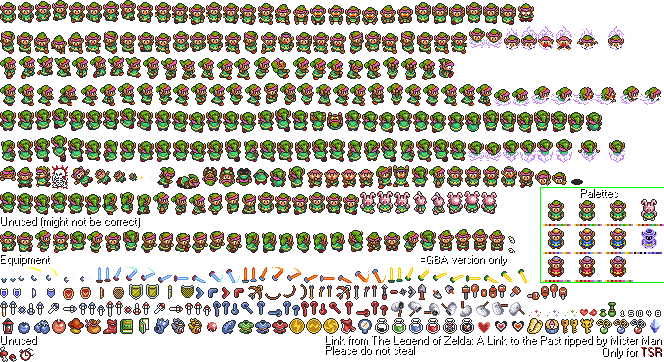 Palettes
Unused (might not be correct)
Equipment
=GBA version only
Unused
Link from The Legend of Zelda: A Link to the Past ripped by Mister Man.
Please do not steal
Only for TSR